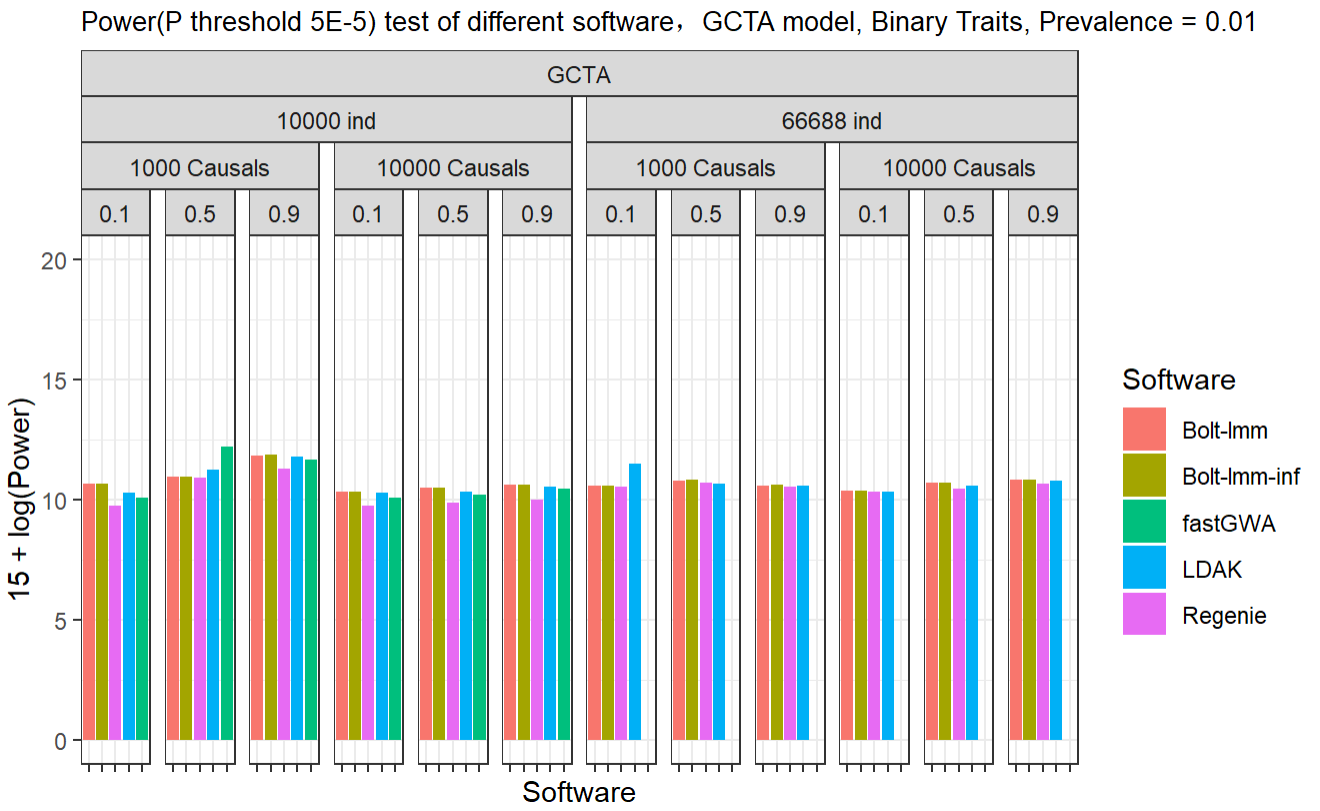 Power(P threshold 5E-5) test of different software，GCTA model, Binary Traits, Prevalence = 0.01
GCTA
10000 ind 66688 ind
1000 Causals 10000 Causals 1000 Causals 10000 Causals
0.1 0.5 0.9 0.1 0.5 0.9 0.1 0.5 0.9 0.1 0.5 0.9
20
15
10
5
0
15 + log(Power)
Software
Software
Bolt-lmm
Bolt-lmm-inf
fastGWA
LDAK
Regenie